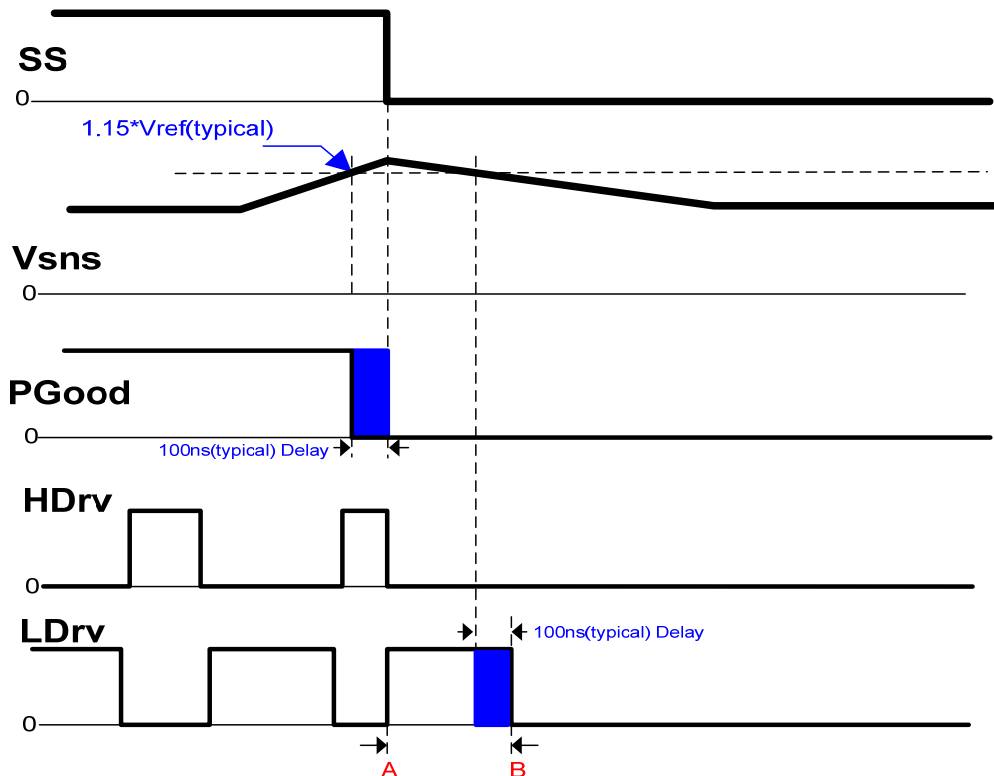 SS
0
1.15*Vref(typical)
Vsns
0
PGood
0
100ns(typical) Delay
HDrv
0
LDrv
100ns(typical) Delay
0
A
B